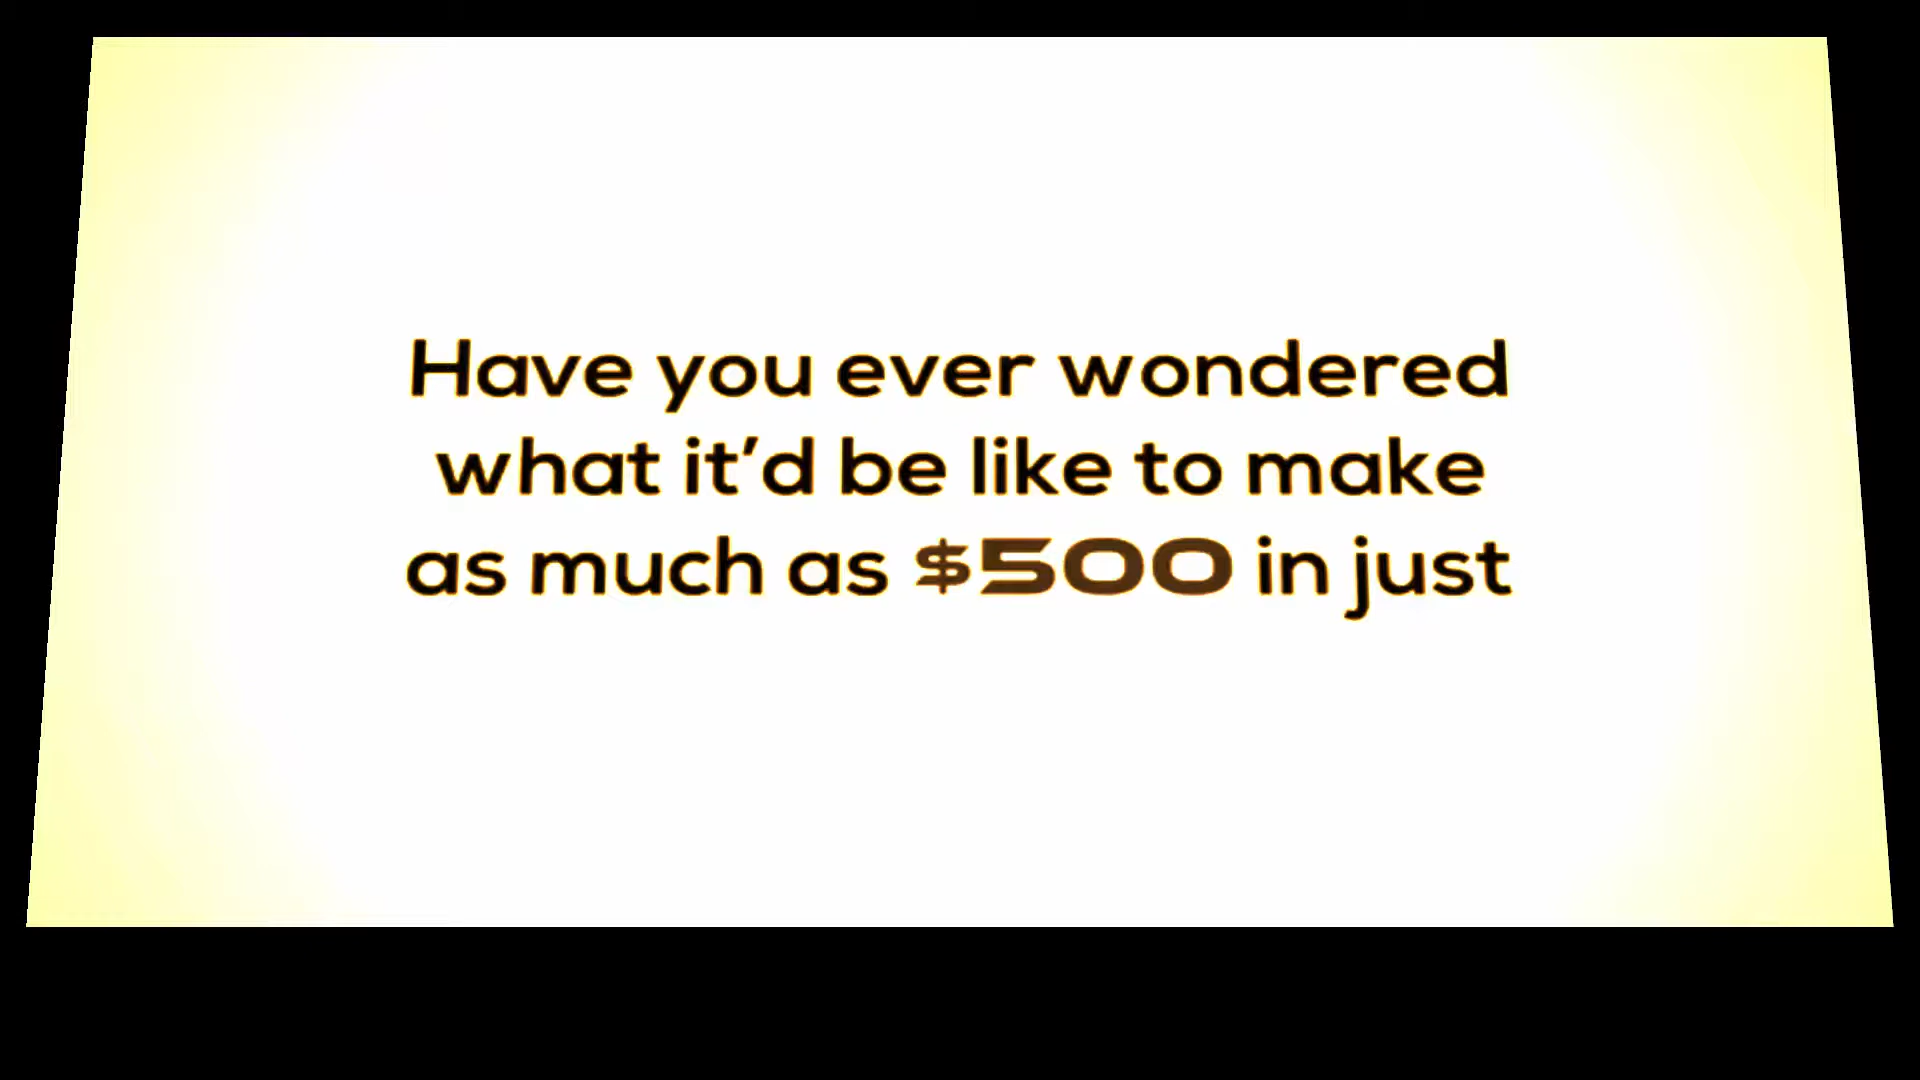 Have you ever wondered
what it’d be like to make
as much as $500 in just